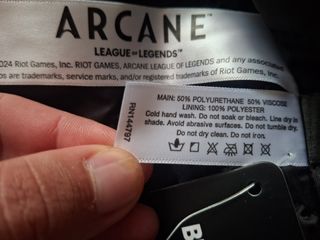 ARCANE
LEAGUE OF LEGENDS™
2024 Riot Games, Inc. RIOT GAMES, ARCANE, LEAGUE OF LEGENDS and any associated
os are trademarks, service marks, and/or registered trademarks of Riot Games, Inc.
RN144797
MAIN: 50% POLYURETHANE 50% VISCOSE
LINING: 100% POLYESTER
Cold hand wash. Do not soak or bleach. Line dry in
shade. Avoid abrasive surfaces. Do not tumble dry.
Do not dry clean. Do not iron.
B